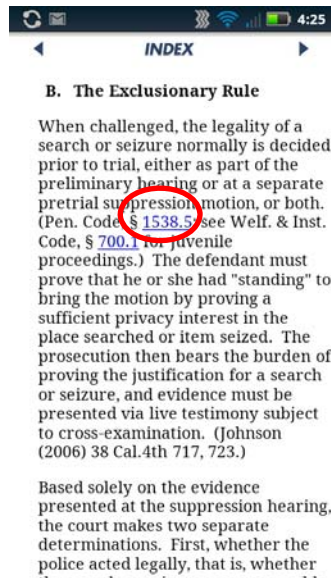 4:25
INDEX
B. The Exclusionary Rule
When challenged, the legality of a
search or seizure normally is decided
prior to trial, either as part of the
preliminary hearing or at a separate
pretrial suppression motion, or both.
(Pen. Code, § 1538.5; see Welf. & Inst.
Code, § 700.1 for juvenile
proceedings.) The defendant must
prove that he or she had "standing" to
bring the motion by proving a
sufficient privacy interest in the
place searched or item seized. The
prosecution then bears the burden of
proving the justification for a search
or seizure, and evidence must be
presented via live testimony subject
to cross-examination. (Johnson
(2006) 38 Cal.4th 717, 723.)
Based solely on the evidence
presented at the suppression hearing,
the court makes two separate
determinations. First, whether the
police acted legally, that is, whether